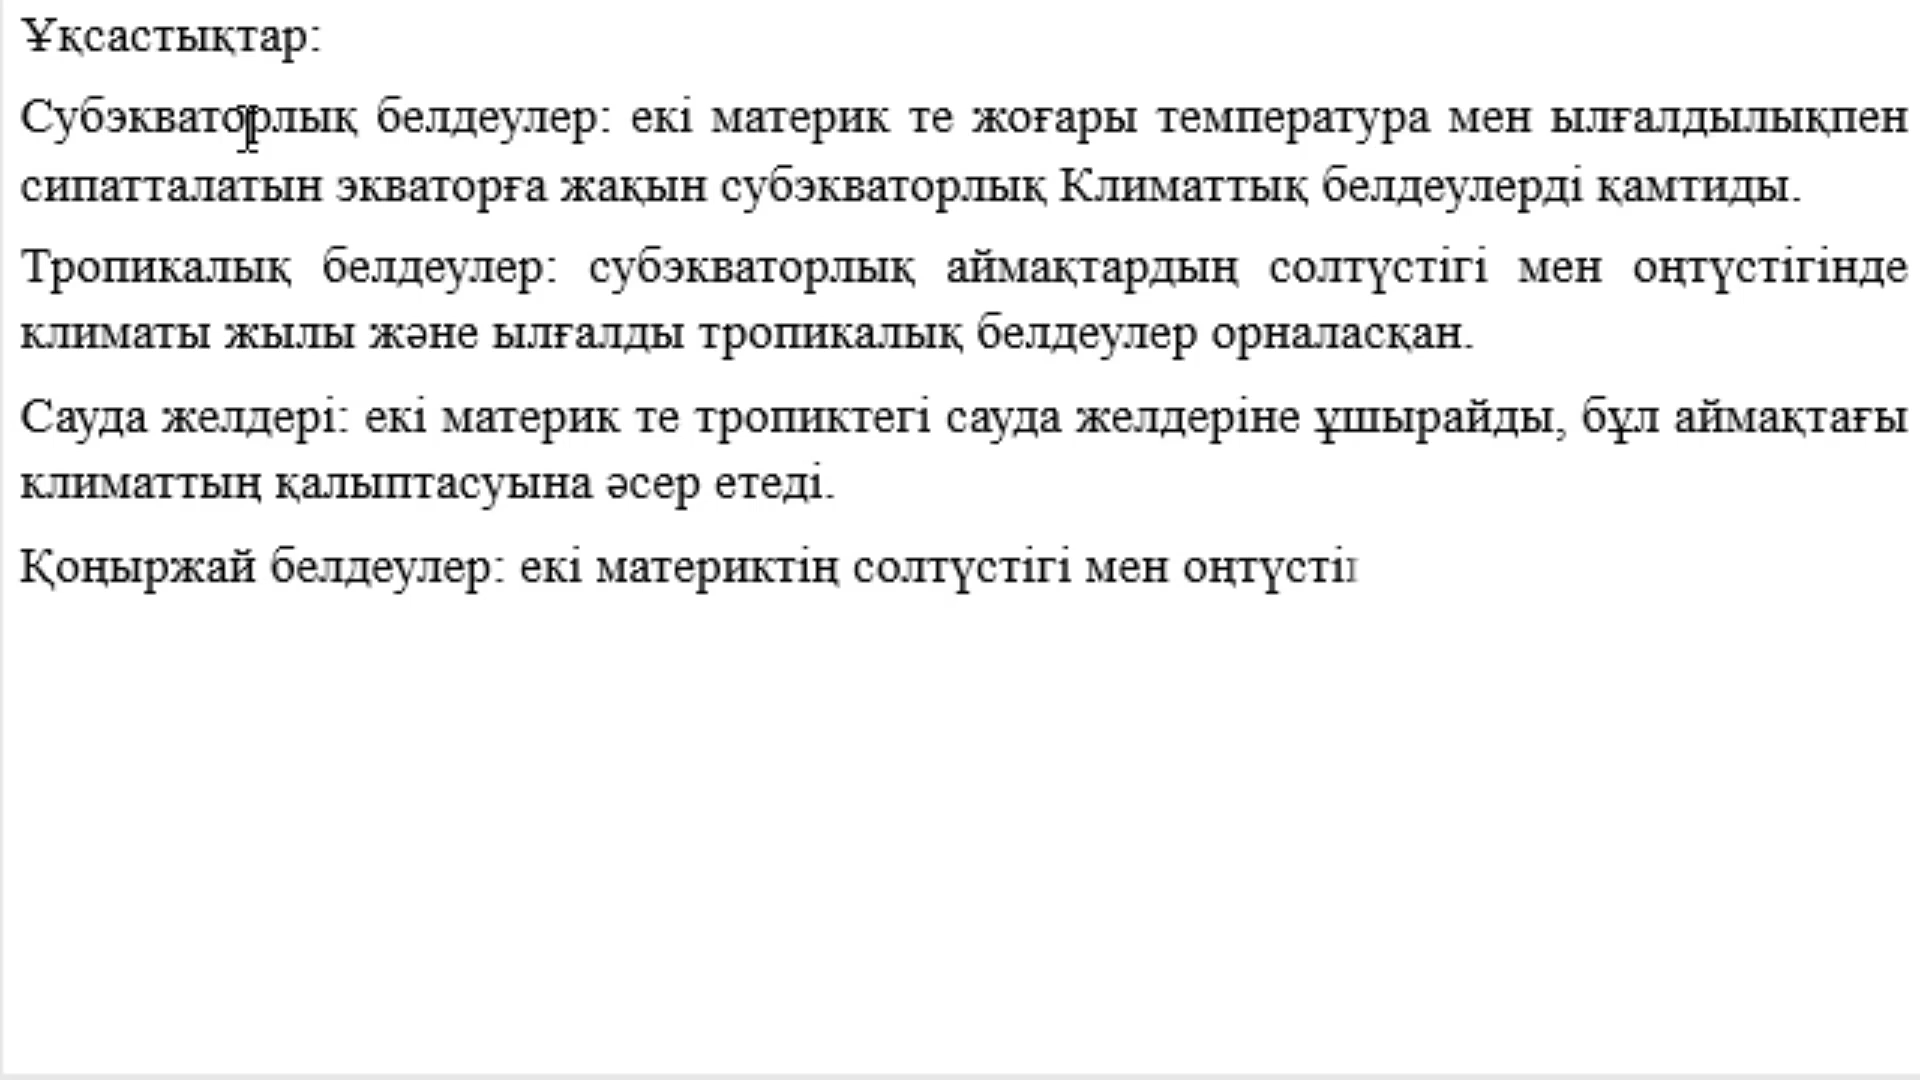 Ұқсастықтар:
Субэкваторлық белдеулер: екі материк те жоғары температура мен ылғалдылықпен
сипатталатын экваторға жақын субэкваторлық Климаттық белдеулерді қамтиды.
Тропикалық белдеулер: субэкваторлық аймақтардың солтүстігі мен оңтүстігінде
климаты жылы және ылғалды тропикалық белдеулер орналасқан.
Сауда желдері: екі материк те тропиктегі сауда желдеріне ұшырайды, бұл аймақтағы
климаттың қалыптасуына әсер етеді.
Қоңыржай белдеулер: екі материктің солтүстігі мен